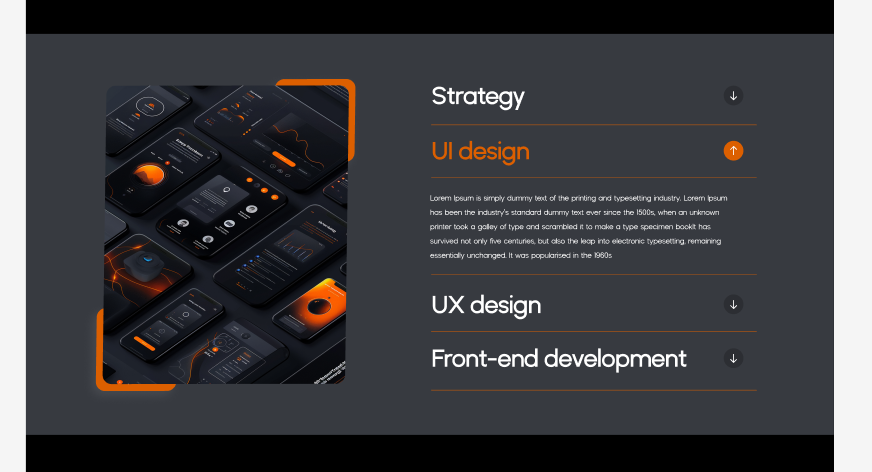 Strategy
UI design
Lorem Ipsum is simply dummy text of the printing and typesetting industry. Lorem Ipsum
has been the industry's standard dummy text ever since the 1500s, when an unknown
printer took a galley of type and scrambled it to make a type specimen bookIt has
survived not only five centuries, but also the leap into electronic typesetting, remaining
essentially unchanged. It was popularised in the 1960s
UX design
Front-end development